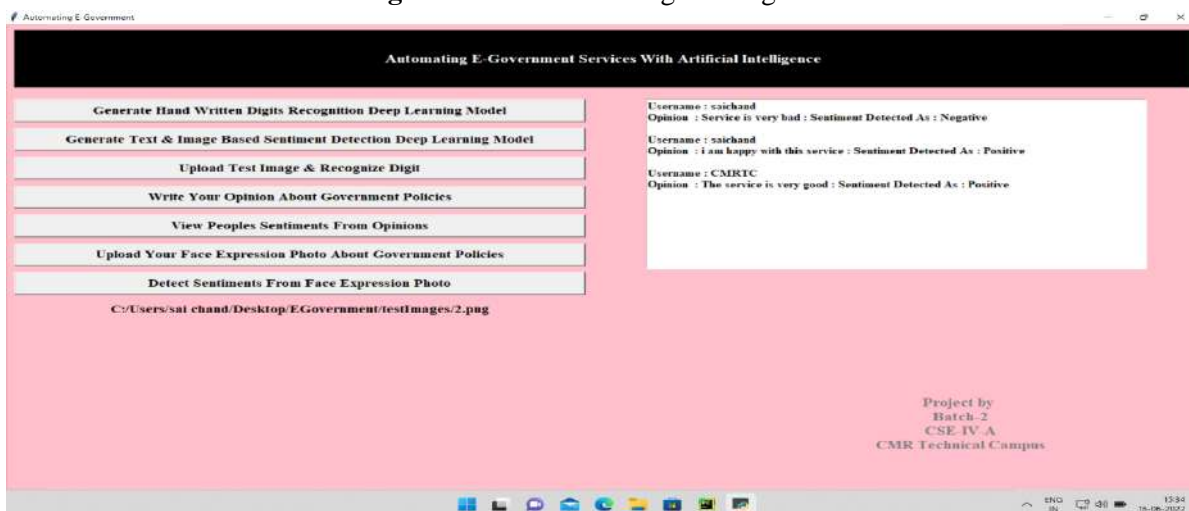 Automating E-Government
Automating E-Government Services With Artificial Intelligence
Generate Hand Written Digits Recognition Deep Learning Model
Generate Text & Image Based Sentiment Detection Deep Learning Model
Upload Test Image & Recognize Digit
Write Your Opinion About Government Policies
View Peoples Sentiments From Opinions
Upload Your Face Expression Photo About Government Policies
Detect Sentiments From Face Expression Photo
C:/Users/sai chand/Desktop/EGovernment/testImages/2.png
Username : saichand
Opinion : Service is very bad : Sentiment Detected As : Negative
Username : saichand
Opinion : i am happy with this service : Sentiment Detected As : Positive
Username : CMRTC
Opinion : The service is very good : Sentiment Detected As : Positive
Project by
Batch-2
CSE-IV-A
CMR Technical Campus
ENG
IN
15:34